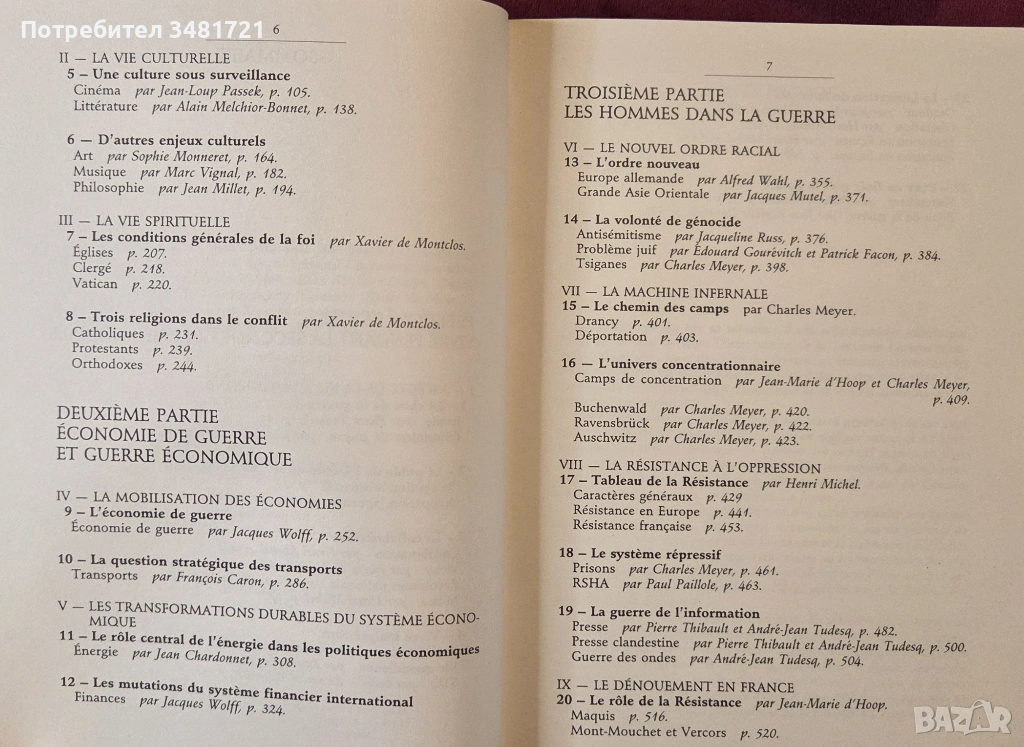 Потребител 3481721
6
II — LA VIE CULTURELLE
5 – Une culture sous surveillance
Cinéma par Jean-Loup Passek, p. 105.
Littérature par Alain Melchior-Bonnet, p. 138.
6 — D'autres enjeux culturels
Art par Sophie Monneret, p. 164.
Musique par Marc Vignal, p. 182.
Philosophie par Jean Millet, p. 194.
III — LA VIE SPIRITUELLE
7 – Les conditions générales de la foi par Xavier de Montclos.
Églises p. 207.
Clergé p. 218.
Vatican p. 220.
8 – Trois religions dans le conflit par Xavier de Montclos.
Catholiques p. 231.
Protestants p. 239.
Orthodoxes p. 244.
DEUXIÈME PARTIE
ÉCONOMIE DE GUERRE
ET GUERRE ÉCONOMIQUE
IV — LA MOBILISATION DES ÉCONOMIES
9 – L'économie de guerre
Économie de guerre par Jacques Wolff, p. 252.
10 – La question stratégique des transports
Transports par François Caron, p. 286.
V — LES TRANSFORMATIONS DURABLES DU SYSTÈME ÉCONO-
MIQUE
11 – Le rôle central de l'énergie dans les politiques économiques
Énergie par Jean Chardonnet, p. 308.
12 – Les mutations du système financier international
Finances par Jacques Wolff, p. 324.
7
TROISIÈME PARTIE
LES HOMMES DANS LA GUERRE
VI — LE NOUVEL ORDRE RACIAL
13 – L'ordre nouveau
Europe allemande par Alfred Wahl, p. 355.
Grande Asie Orientale par Jacques Mutel, p. 371.
14 – La volonté de génocide
Antisémitisme par Jacqueline Russ, p. 376.
Problème juif par Édouard Gourévitch et Patrick Facon, p. 384.
Tsiganes par Charles Meyer, p. 398.
VII — LA MACHINE INFERNALE
15 – Le chemin des camps par Charles Meyer.
Drancy p. 401.
Déportation p. 403.
16 – L'univers concentrationnaire
Camps de concentration par Jean-Marie d'Hoop et Charles Meyer,
p. 409.
Buchenwald par Charles Meyer, p. 420.
Ravensbrück par Charles Meyer, p. 422.
Auschwitz par Charles Meyer, p. 423.
VIII — LA RÉSISTANCE À L'OPPRESSION
17 – Tableau de la Résistance par Henri Michel.
Caractères généraux p. 429
Résistance en Europe p. 441.
Résistance française p. 453.
18 – Le système répressif
Prisons par Charles Meyer, p. 461.
RSHA par Paul Paillole, p. 463.
19 – La guerre de l'information
Presse par Pierre Thibault et André-Jean Tudesq, p. 482.
Presse clandestine par Pierre Thibault et André-Jean Tudesq, p. 500.
Guerre des ondes par André-Jean Tudesq, p. 504.
IX — LE DÉNOUEMENT EN FRANCE
20 – Le rôle de la Résistance par Jean-Marie d'Hoop.
Maquis p. 516.
Mont-Mouchet et Vercors p. 520.
BAZAR